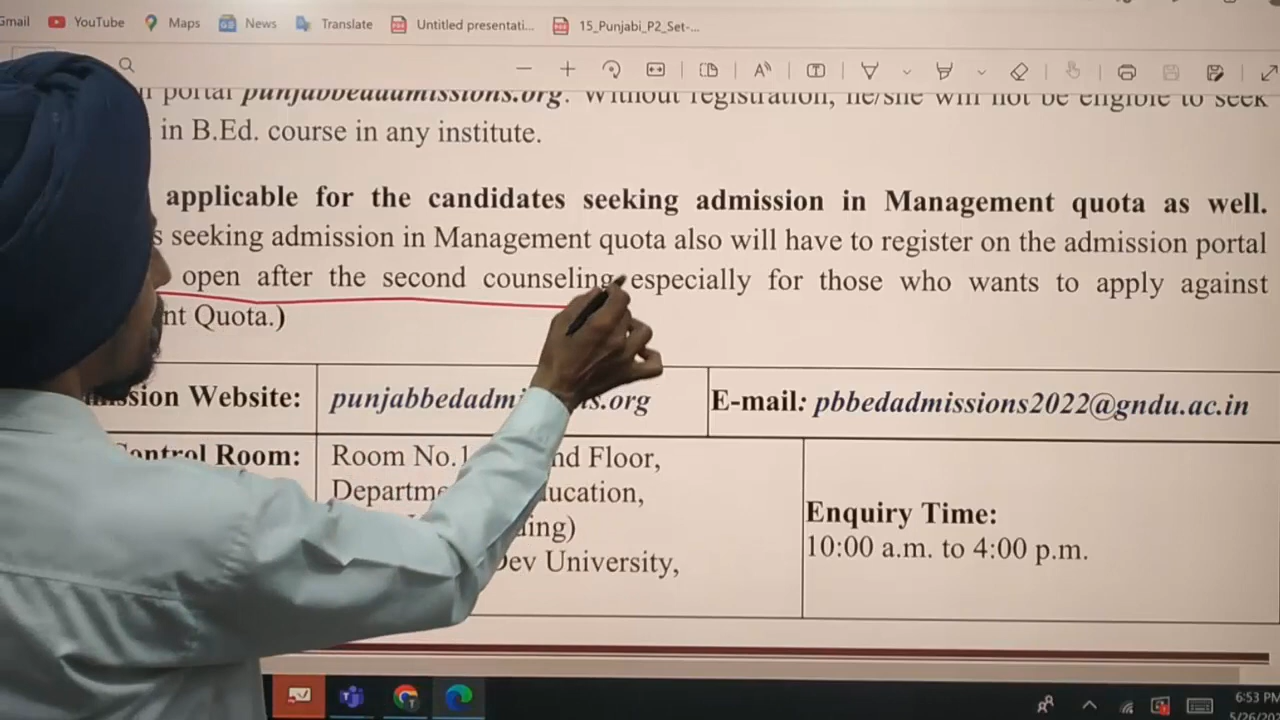 Gmail YouTube Maps News Translate Untitled presentati... 15_Punjabi_P2_Set-...
portal punjabbedadmissions.org. Without registration, he/she will not be eligible to seek
in B.Ed. course in any institute.
applicable for the candidates seeking admission in Management quota as well.
s seeking admission in Management quota also will have to register on the admission portal
open after the second counseling especially for those who wants to apply against
nt Quota.)
ission Website: punjabbedadmi s.org E-mail: pbbedadmissions2022@gndu.ac.in
ontrol Room: Room No.1 nd Floor,
Departme ucation,
ing)
Dev University,
Enquiry Time:
10:00 a.m. to 4:00 p.m.
6:53 PM